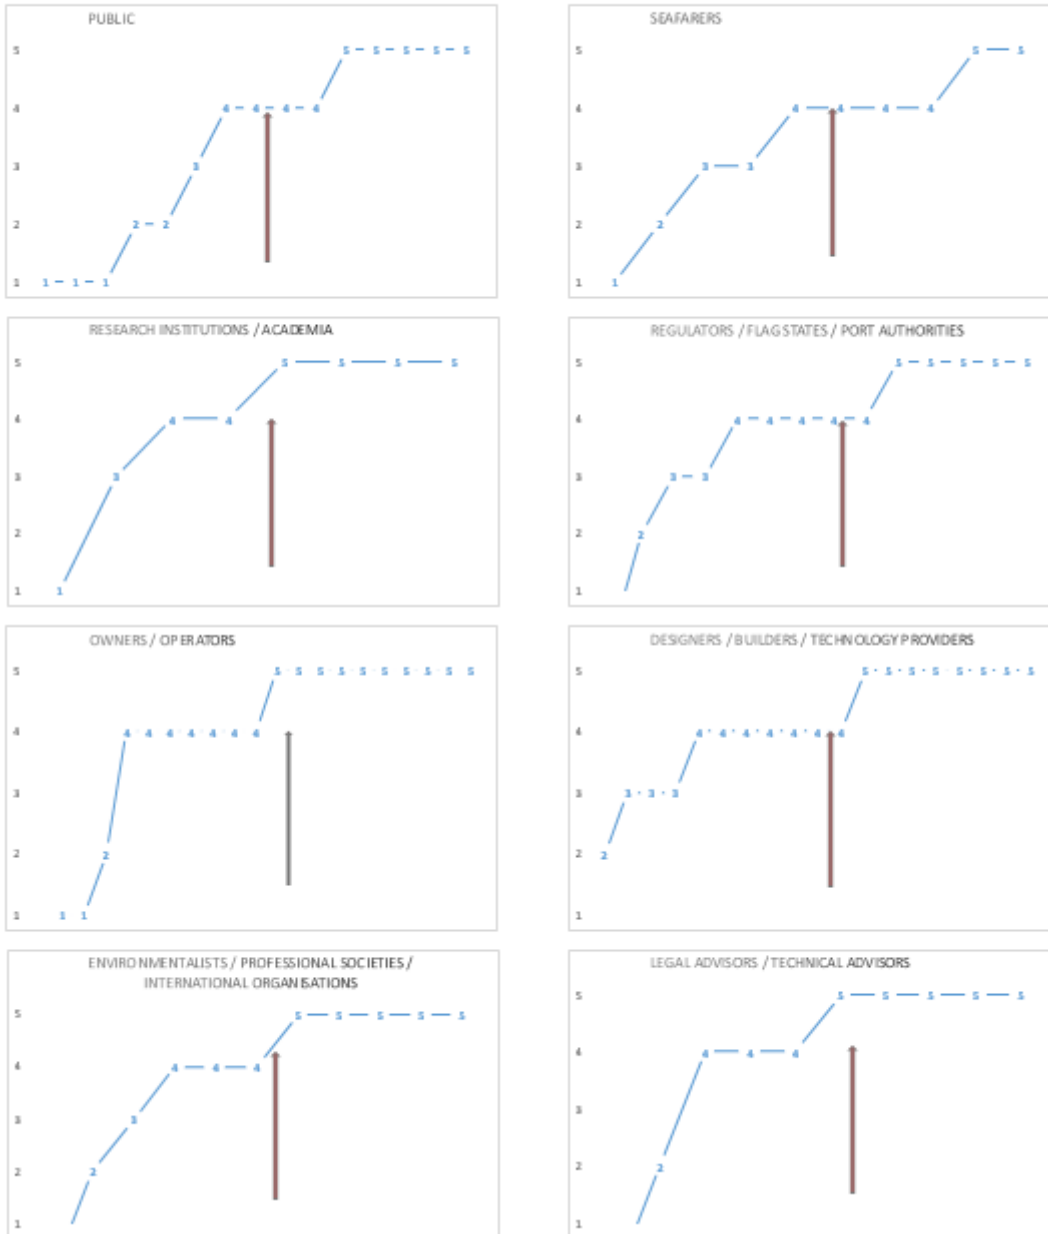 PUBLIC
5 5 5 5 5 5
4 4 4 4 4
3 3
2 2 2
1 1 1 1
SEAFARERS
5 5 5
4 4 4 4 4
3 3 3
2 2
1 1
RESEARCH INSTITUTIONS / ACADEMIA
5 5 5 5 5
4 4 4
3 3
2
1 1
REGULATORS / FLAG STATES / PORT AUTHORITIES
5 5 5 5 5 5
4 4 4 4 4 4
3 3 3
2 2
1
OWNERS / OPERATORS
5 5 5 5 5 5 5 5 5 5 5
4 4 4 4 4 4 4 4
3
2 2
1 1 1
DESIGNERS / BUILDERS / TECHNOLOGY PROVIDERS
5 5 5 5 5 5 5 5 5
4 4 4 4 4 4 4 4
3 3 3 3
2 2
1
ENVIRONMENTALISTS / PROFESSIONAL SOCIETIES /
INTERNATIONAL ORGANISATIONS
5 5 5 5 5 5
4 4 4 4
3 3
2 2
1
LEGAL ADVISORS / TECHNICAL ADVISORS
5 5 5 5 5 5
4 4 4 4
3
2 2
1